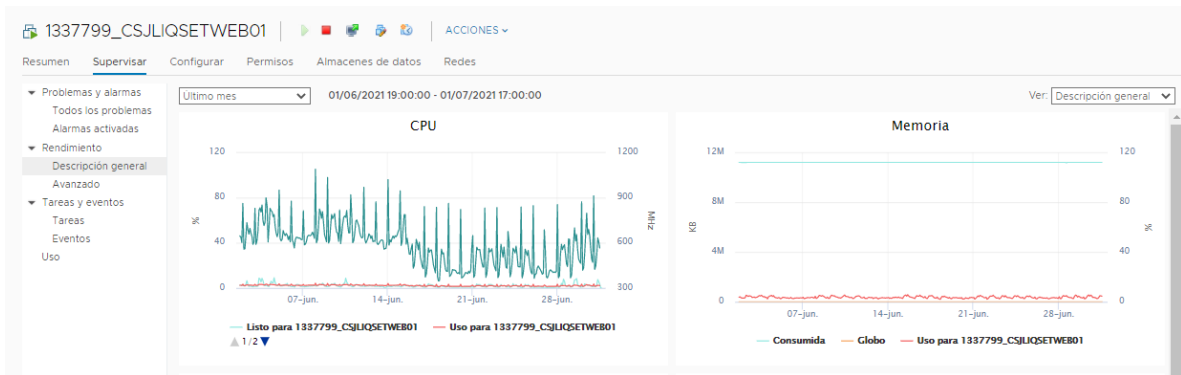 1337799_CSJLIQSETWEB01 ACCIONES
Resumen Supervisar Configurar Permisos Almacenes de datos Redes
Problemas y alarmas
Todos los problemas
Alarmas activadas
Rendimiento
Descripción general
Avanzado
Tareas y eventos
Tareas
Eventos
Uso
Último mes 01/06/2021 19:00:00 - 01/07/2021 17:00:00 Ver: Descripción general
CPU
120 1200
80 900
% MHz
40 600
0 300
07-jun. 14-jun. 21-jun. 28-jun.
Listo para 1337799_CSJLIQSETWEB01 Uso para 1337799_CSJLIQSETWEB01
1/2
Memoria
12M 120
8M 80
KB %
4M 40
0 0
07-jun. 14-jun. 21-jun. 28-jun.
Consumida Globo Uso para 1337799_CSJLIQSETWEB01